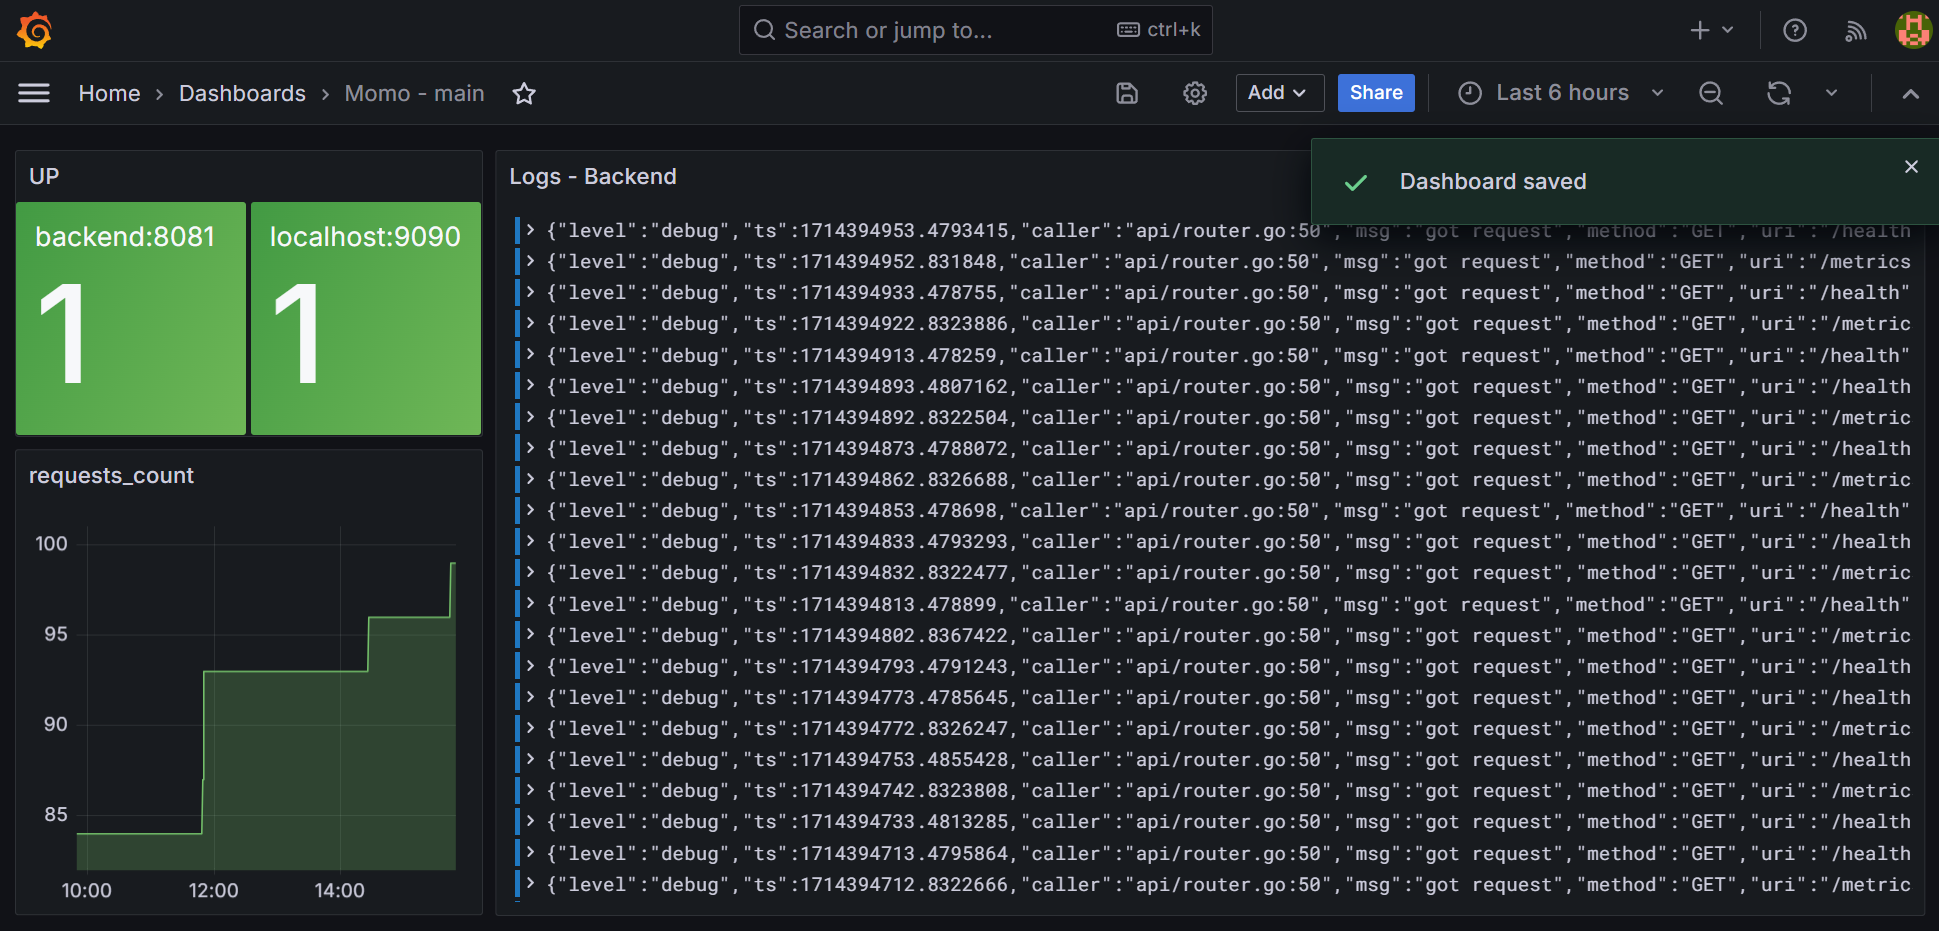 Search or jump to...
ctrl+k
Home › Dashboards › Momo - main
Add
Share
Last 6 hours
Dashboard saved
UP
backend:8081
1
localhost:9090
1
requests_count
100
95
90
85
10:00 12:00 14:00
Logs - Backend
{"level":"debug","ts":1714394953.4793415,"caller":"api/router.go:50","msg":"got request","method":"GET","uri":"/health
{"level":"debug","ts":1714394952.831848,"caller":"api/router.go:50","msg":"got request","method":"GET","uri":"/metrics
{"level":"debug","ts":1714394933.478755,"caller":"api/router.go:50","msg":"got request","method":"GET","uri":"/health"
{"level":"debug","ts":1714394922.8323886,"caller":"api/router.go:50","msg":"got request","method":"GET","uri":"/metric
{"level":"debug","ts":1714394913.478259,"caller":"api/router.go:50","msg":"got request","method":"GET","uri":"/health"
{"level":"debug","ts":1714394893.4807162,"caller":"api/router.go:50","msg":"got request","method":"GET","uri":"/health
{"level":"debug","ts":1714394892.8322504,"caller":"api/router.go:50","msg":"got request","method":"GET","uri":"/metric
{"level":"debug","ts":1714394873.4788072,"caller":"api/router.go:50","msg":"got request","method":"GET","uri":"/health
{"level":"debug","ts":1714394862.8326688,"caller":"api/router.go:50","msg":"got request","method":"GET","uri":"/metric
{"level":"debug","ts":1714394853.478698,"caller":"api/router.go:50","msg":"got request","method":"GET","uri":"/health"
{"level":"debug","ts":1714394833.4793293,"caller":"api/router.go:50","msg":"got request","method":"GET","uri":"/health
{"level":"debug","ts":1714394832.8322477,"caller":"api/router.go:50","msg":"got request","method":"GET","uri":"/metric
{"level":"debug","ts":1714394813.478899,"caller":"api/router.go:50","msg":"got request","method":"GET","uri":"/health"
{"level":"debug","ts":1714394802.8367422,"caller":"api/router.go:50","msg":"got request","method":"GET","uri":"/metric
{"level":"debug","ts":1714394793.4791243,"caller":"api/router.go:50","msg":"got request","method":"GET","uri":"/health
{"level":"debug","ts":1714394773.4785645,"caller":"api/router.go:50","msg":"got request","method":"GET","uri":"/health
{"level":"debug","ts":1714394772.8326247,"caller":"api/router.go:50","msg":"got request","method":"GET","uri":"/metric
{"level":"debug","ts":1714394753.4855428,"caller":"api/router.go:50","msg":"got request","method":"GET","uri":"/health
{"level":"debug","ts":1714394742.8323808,"caller":"api/router.go:50","msg":"got request","method":"GET","uri":"/metric
{"level":"debug","ts":1714394733.4813285,"caller":"api/router.go:50","msg":"got request","method":"GET","uri":"/health
{"level":"debug","ts":1714394713.4795864,"caller":"api/router.go:50","msg":"got request","method":"GET","uri":"/health
{"level":"debug","ts":1714394712.8322666,"caller":"api/router.go:50","msg":"got request","method":"GET","uri":"/metric